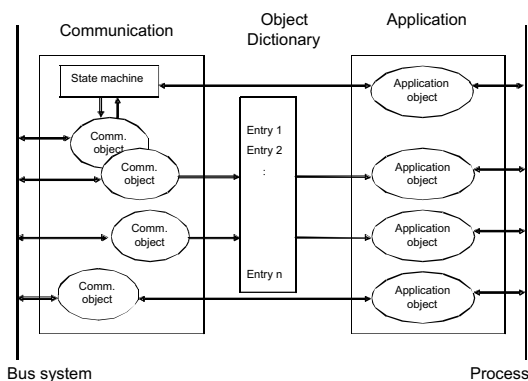 Communication
Object
Dictionary
Application
State machine
Comm.
object
Comm.
object
Comm.
object
Comm.
object
Entry 1
Entry 2
:
Entry n
Application
object
Application
object
Application
object
Application
object
Bus system
Process